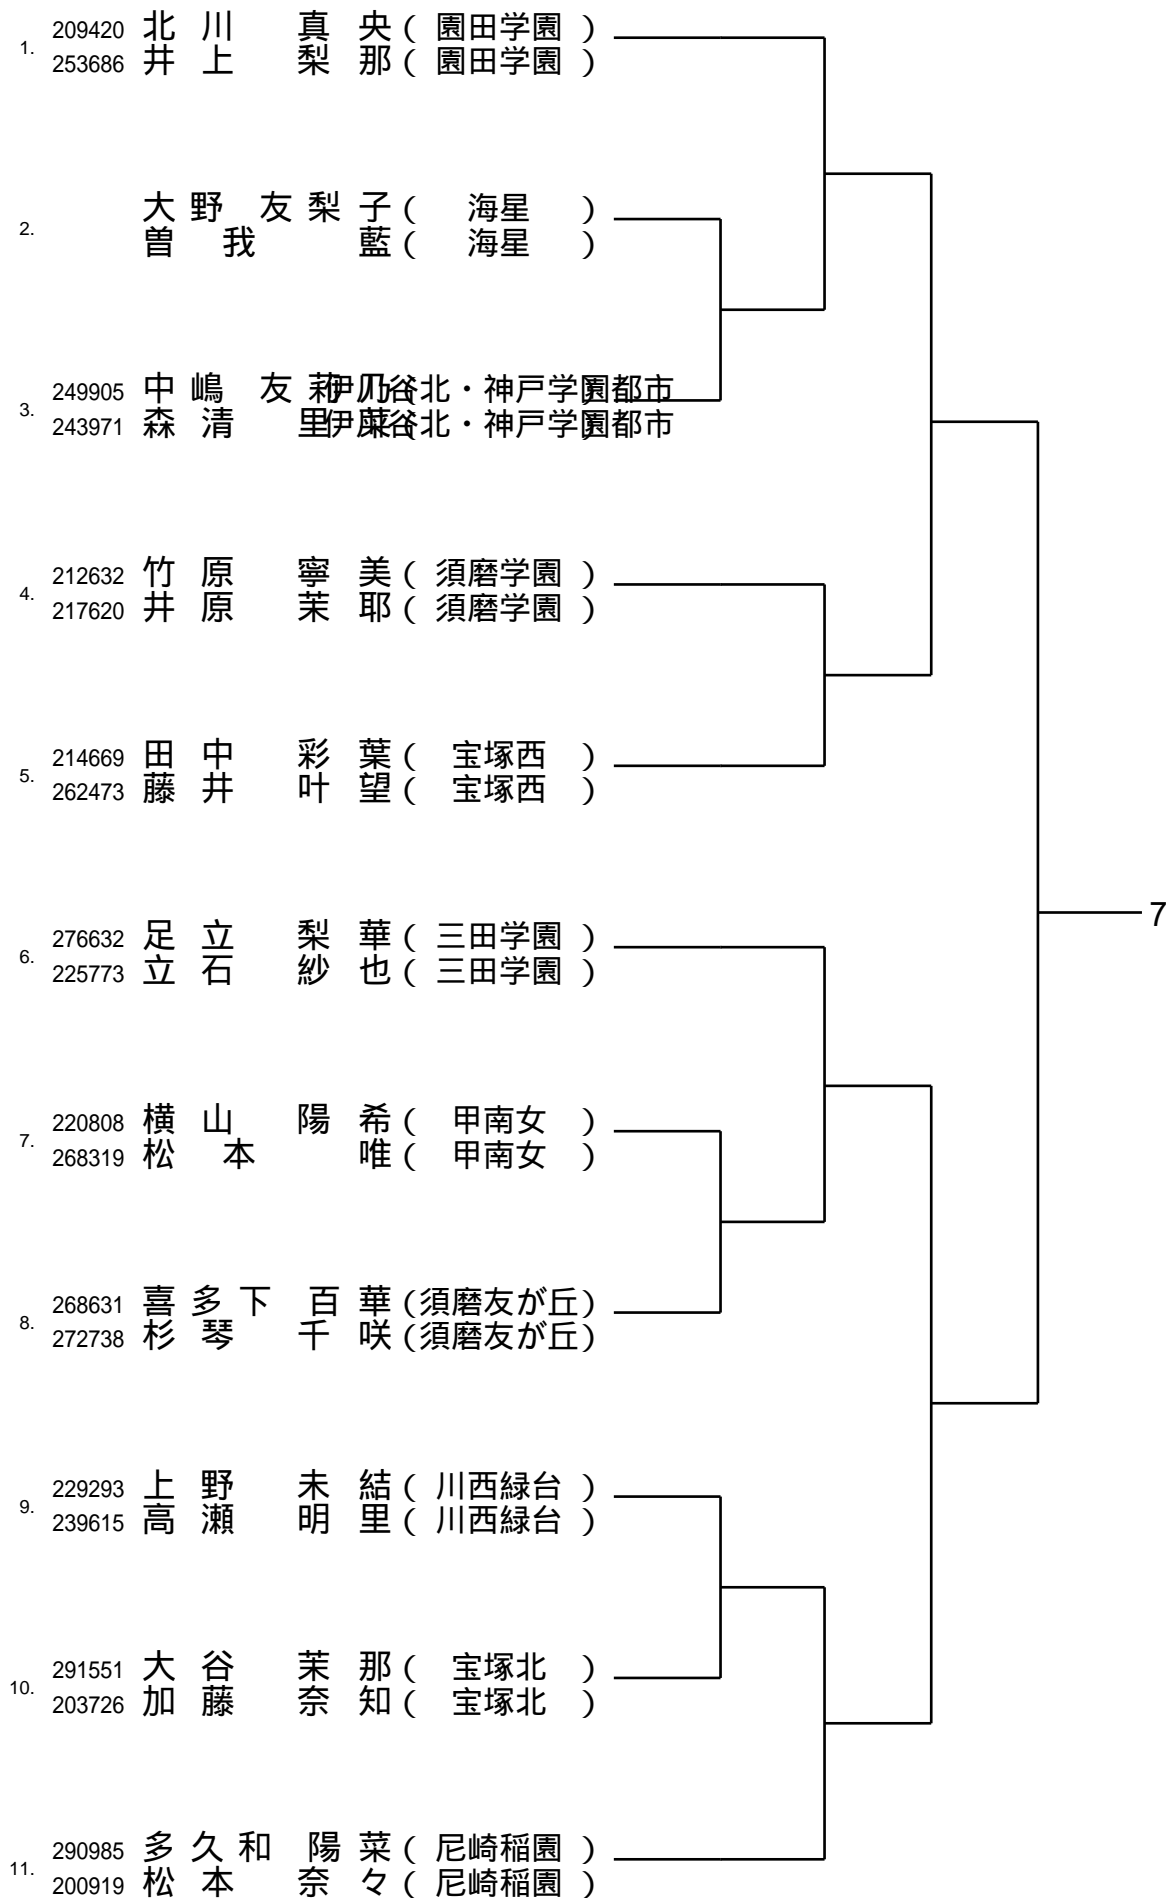 1. 209420 北川 真央 ( 園田学園 )
253686 井上 梨那 ( 園田学園 )
2. 大野 友梨子 ( 海星 )
曽我 藍 ( 海星 )
3. 249905 中嶋 友莉乃 ( 伊川谷北・神戸学園都市 )
243971 森清 里菜 ( 伊川谷北・神戸学園都市 )
4. 212632 竹原 寧美 ( 須磨学園 )
217620 井原 茉耶 ( 須磨学園 )
5. 214669 田中 彩葉 ( 宝塚西 )
262473 藤井 叶望 ( 宝塚西 )
6. 276632 足立 梨華 ( 三田学園 )
225773 立石 紗也 ( 三田学園 )
7
7. 220808 横山 陽希 ( 甲南女 )
268319 松本 唯 ( 甲南女 )
8. 268631 喜多下 百華 (須磨友が丘)
272738 杉琴 千咲 (須磨友が丘)
9. 229293 上野 未結 ( 川西緑台 )
239615 高瀬 明里 ( 川西緑台 )
10. 291551 大谷 茉那 ( 宝塚北 )
203726 加藤 奈知 ( 宝塚北 )
11. 290985 多久和 陽菜 ( 尼崎稲園 )
200919 松本 奈々 ( 尼崎稲園 )